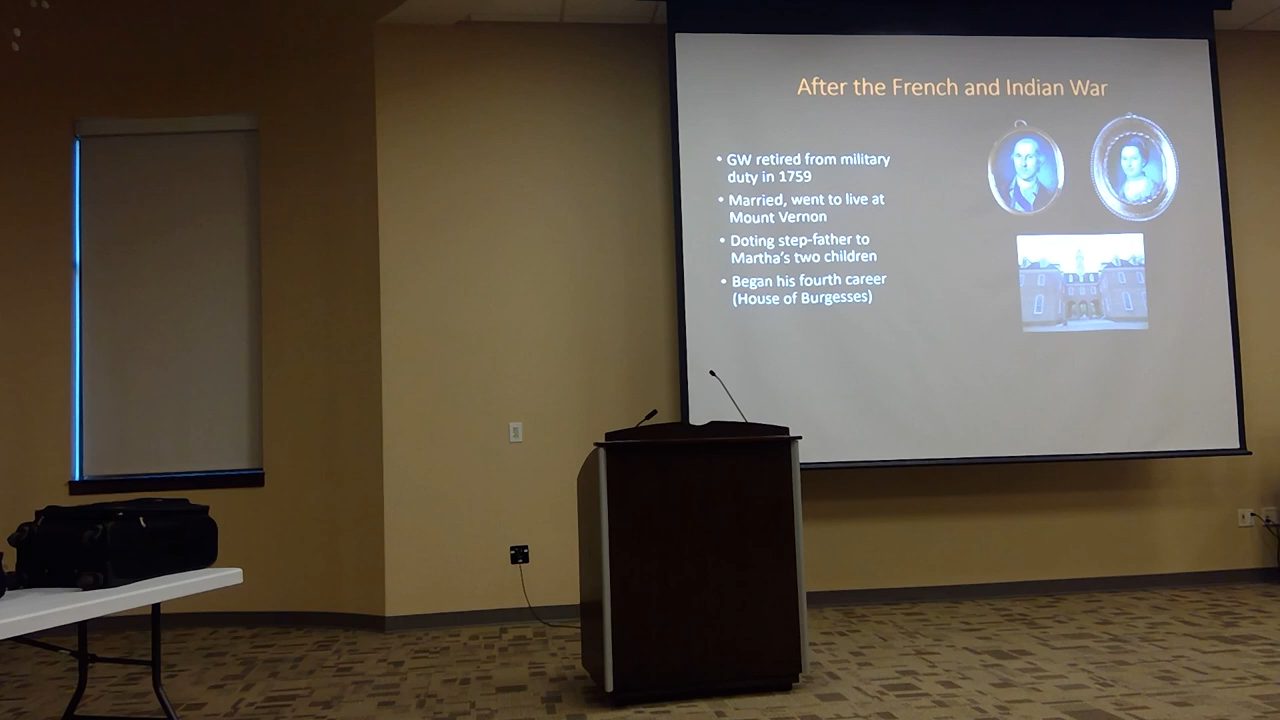 After the French and Indian War
• GW retired from military
duty in 1759
• Married, went to live at
Mount Vernon
• Doting step-father to
Martha's two children
• Began his fourth career
(House of Burgesses)